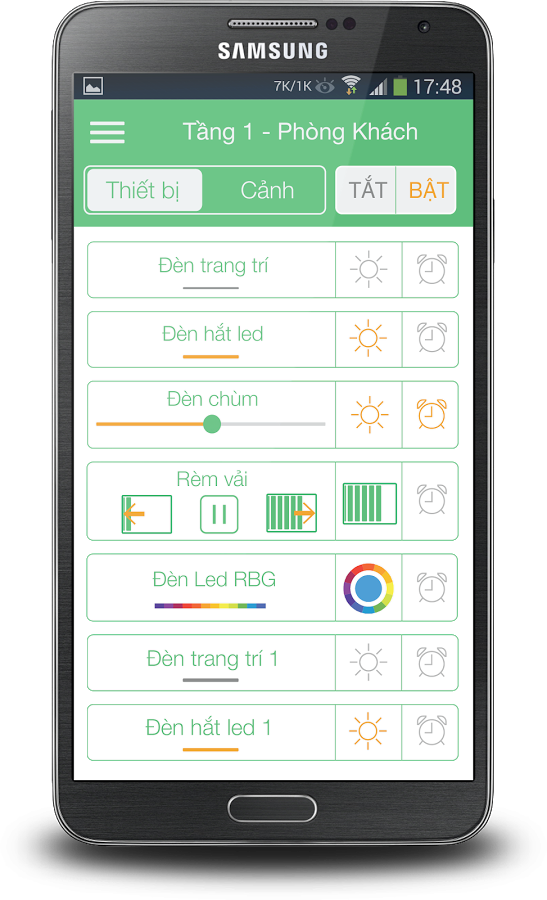 SAMSUNG
7K/1K 17:48
Tầng 1 - Phòng Khách
Thiết bị Cảnh TẮT BẬT
Đèn trang trí
Đèn hắt led
Đèn chùm
Rèm vải
Đèn Led RBG
Đèn trang trí 1
Đèn hắt led 1